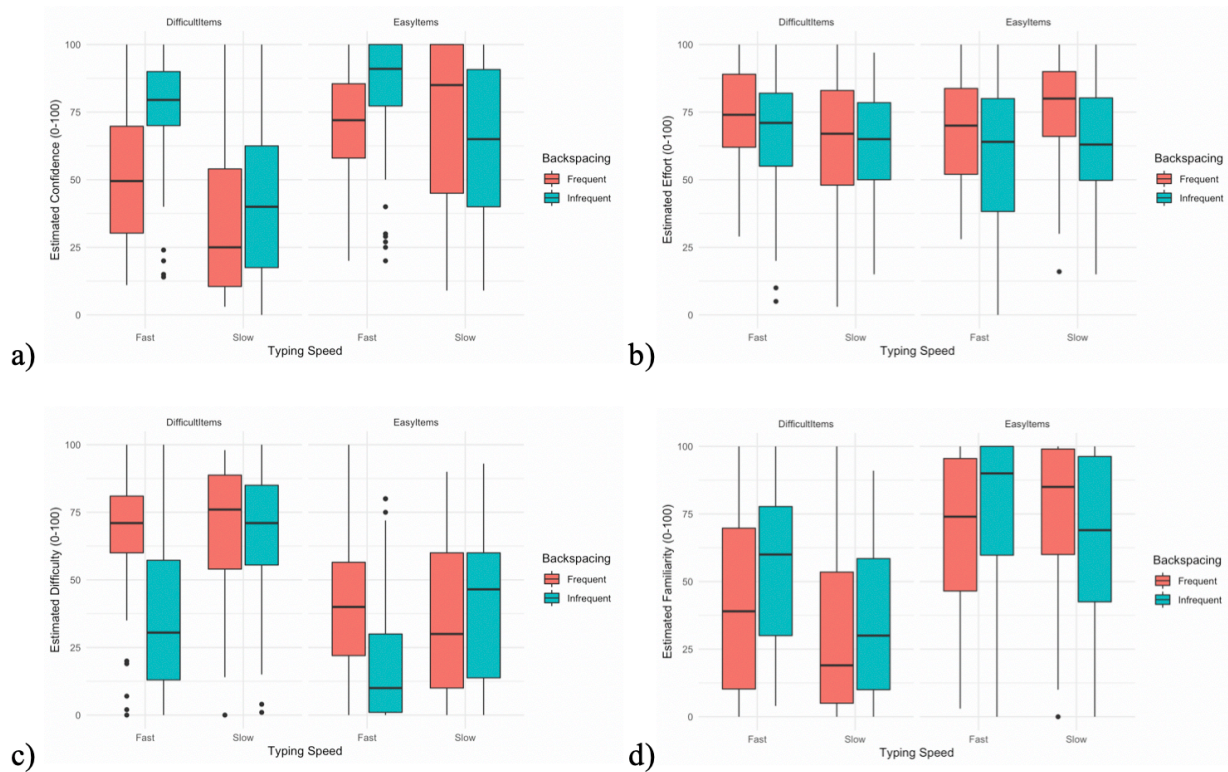 DifficultItems EasyItems
100
75
50
25
0
Estimated Confidence (0-100)
Fast Slow Fast Slow
Typing Speed
Backspacing
Frequent
Infrequent
a)
DifficultItems EasyItems
100
75
50
25
0
Estimated Effort (0-100)
Fast Slow Fast Slow
Typing Speed
Backspacing
Frequent
Infrequent
b)
DifficultItems EasyItems
100
75
50
25
0
Estimated Difficulty (0-100)
Fast Slow Fast Slow
Typing Speed
Backspacing
Frequent
Infrequent
c)
DifficultItems EasyItems
100
75
50
25
0
Estimated Familiarity (0-100)
Fast Slow Fast Slow
Typing Speed
Backspacing
Frequent
Infrequent
d)